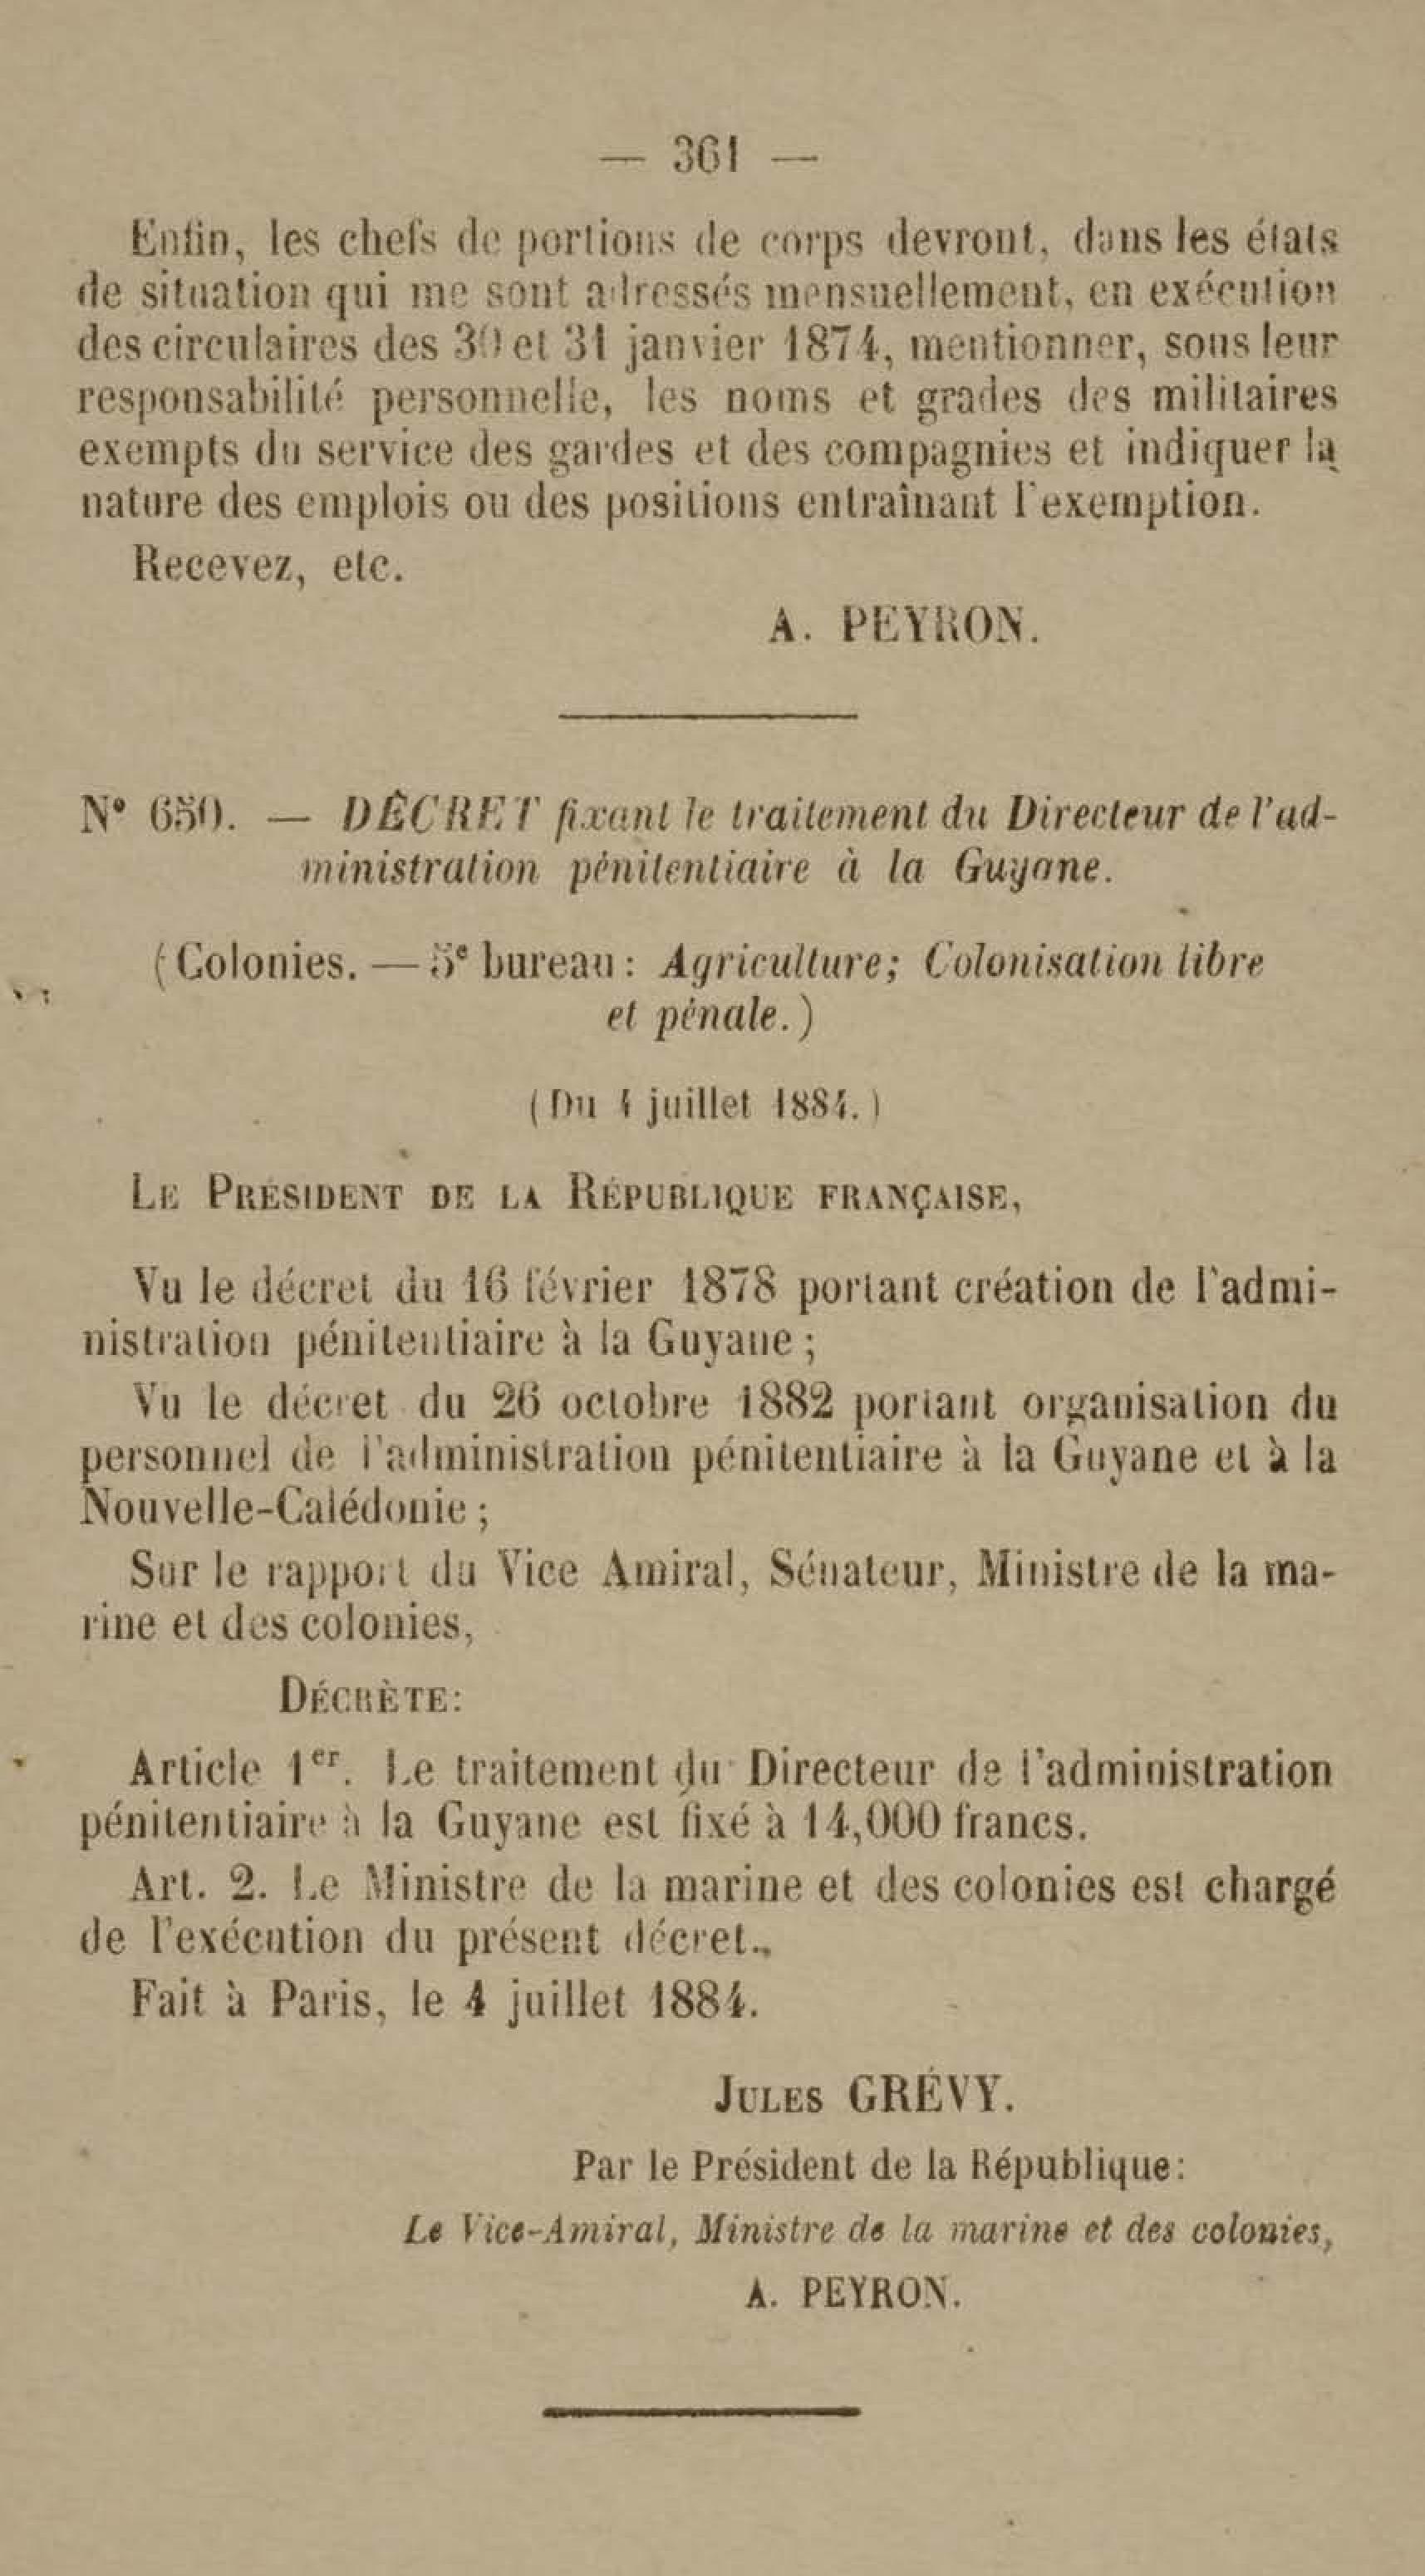 — 361 —
Enfin, les chefs de portions de corps devront, dans les états
de situation qui me sont adressés mensuellement, en exécution
des circulaires des 30 et 31 janvier 1874, mentionner, sous leur
responsabilité personnelle, les noms et grades des militaires
exempts du service des gardes et des compagnies et indiquer la
nature des emplois ou des positions entraînant l'exemption.
Recevez, etc.
A. PEYRON.
N° 650. — DÊCRET fixant le traitement du Directeur de l'ad-
ministration pénitentiaire à la Guyane.
(Colonies. — 5e bureau : Agriculture; Colonisation libre
et pénale.)
(Du 4 juillet 1884.)
LE PRÉSIDENT DE LA RÉPUBLIQUE FRANÇAISE,
Vu le décret du 16 février 1878 portant création de l'admi-
nistration pénitentiaire à la Guyane ;
Vu le décret du 26 octobre 1882 portant organisation du
personnel de l'administration pénitentiaire à la Guyane et à la
Nouvelle-Calédonie ;
Sur le rapport du Vice Amiral, Sénateur, Ministre de la ma-
rine et des colonies,
DÉCRÈTE:
Article 1er. Le traitement du Directeur de l'administration
pénitentiaire à la Guyane est fixé à 14,000 francs.
Art. 2. Le Ministre de la marine et des colonies est chargé
de l'exécution du présent décret.
Fait à Paris, le 4 juillet 1884.
JULES GRÉVY.
Par le Président de la République:
Le Vice-Amiral, Ministre de la marine et des colonies,
A. PEYRON.